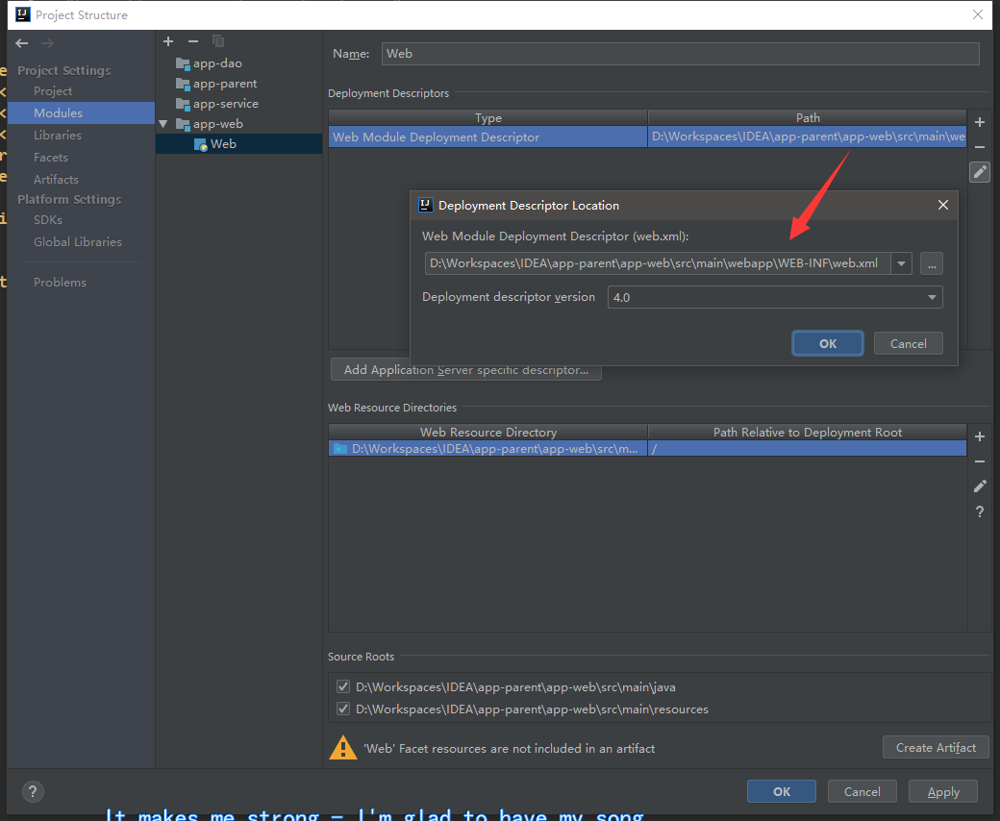 Project Structure
Name: Web
Project Settings
Project
Modules
Libraries
Facets
Artifacts
Platform Settings
SDKs
Global Libraries
Problems
app-dao
app-parent
app-service
app-web
Web
Deployment Descriptors
Type Path
Web Module Deployment Descriptor D:\Workspaces\IDEA\app-parent\app-web\src\main\we
Deployment Descriptor Location
Web Module Deployment Descriptor (web.xml):
D:\Workspaces\IDEA\app-parent\app-web\src\main\webapp\WEB-INF\web.xml ...
Deployment descriptor version 4.0
OK Cancel
Add Application Server specific descriptor...
Web Resource Directories
Web Resource Directory Path Relative to Deployment Root
D:\Workspaces\IDEA\app-parent\app-web\src\m... /
?
Source Roots
D:\Workspaces\IDEA\app-parent\app-web\src\main\java
D:\Workspaces\IDEA\app-parent\app-web\src\main\resources
'Web' Facet resources are not included in an artifact Create Artifact
? OK Cancel Apply
It makes me strong — I'm glad to have my song